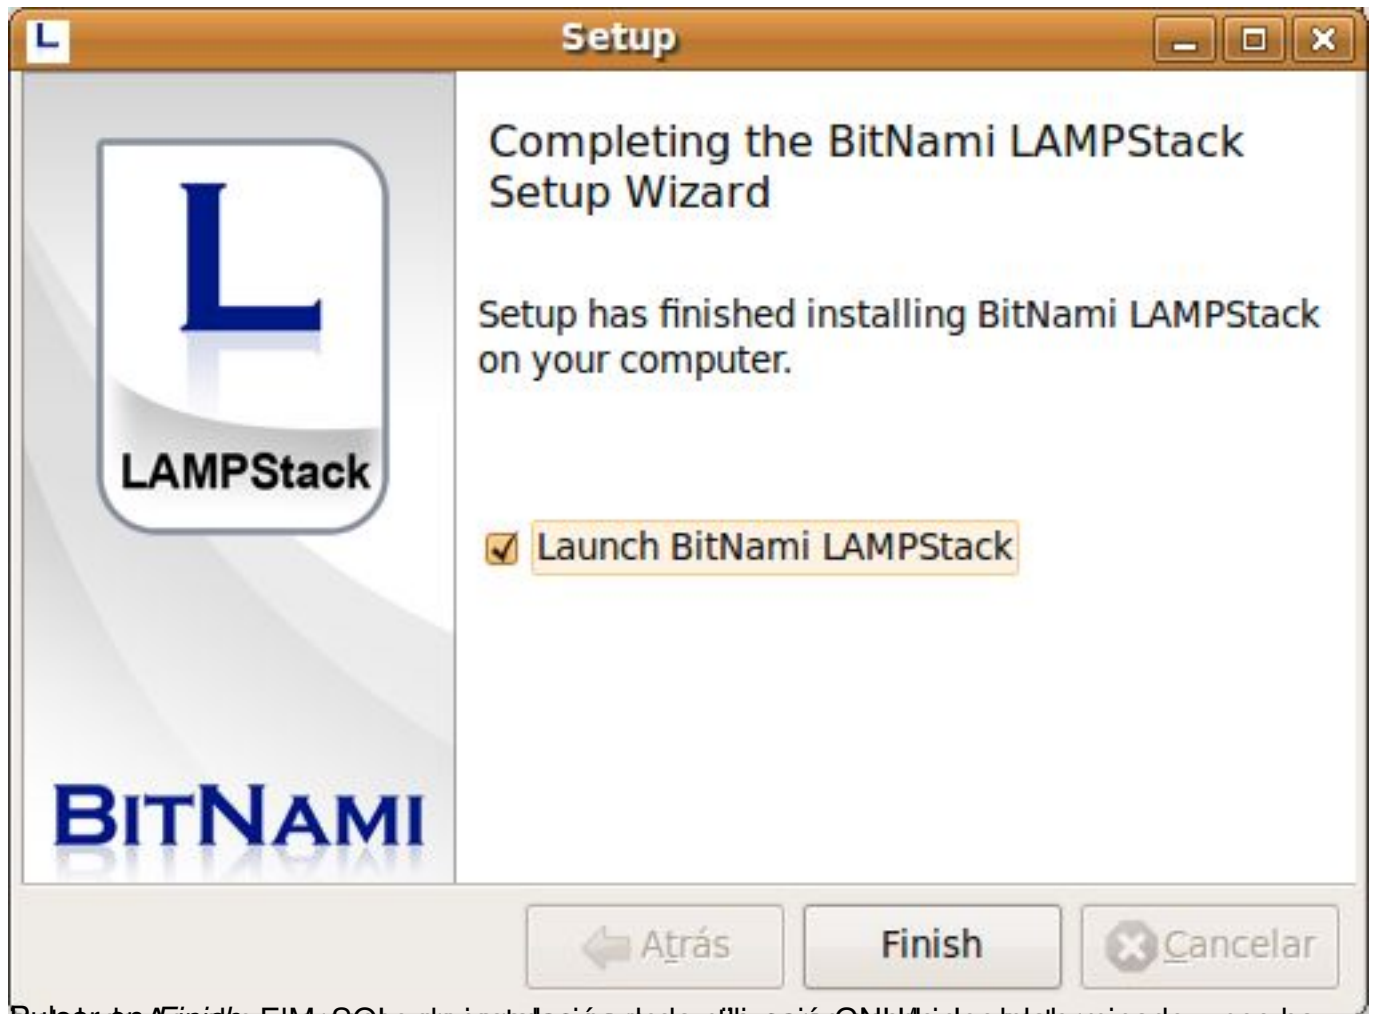 L
Setup
L
LAMPStack
BITNAMI
Completing the BitNami LAMPStack
Setup Wizard
Setup has finished installing BitNami LAMPStack
on your computer.
Launch BitNami LAMPStack
Atrás
Finish
Cancelar